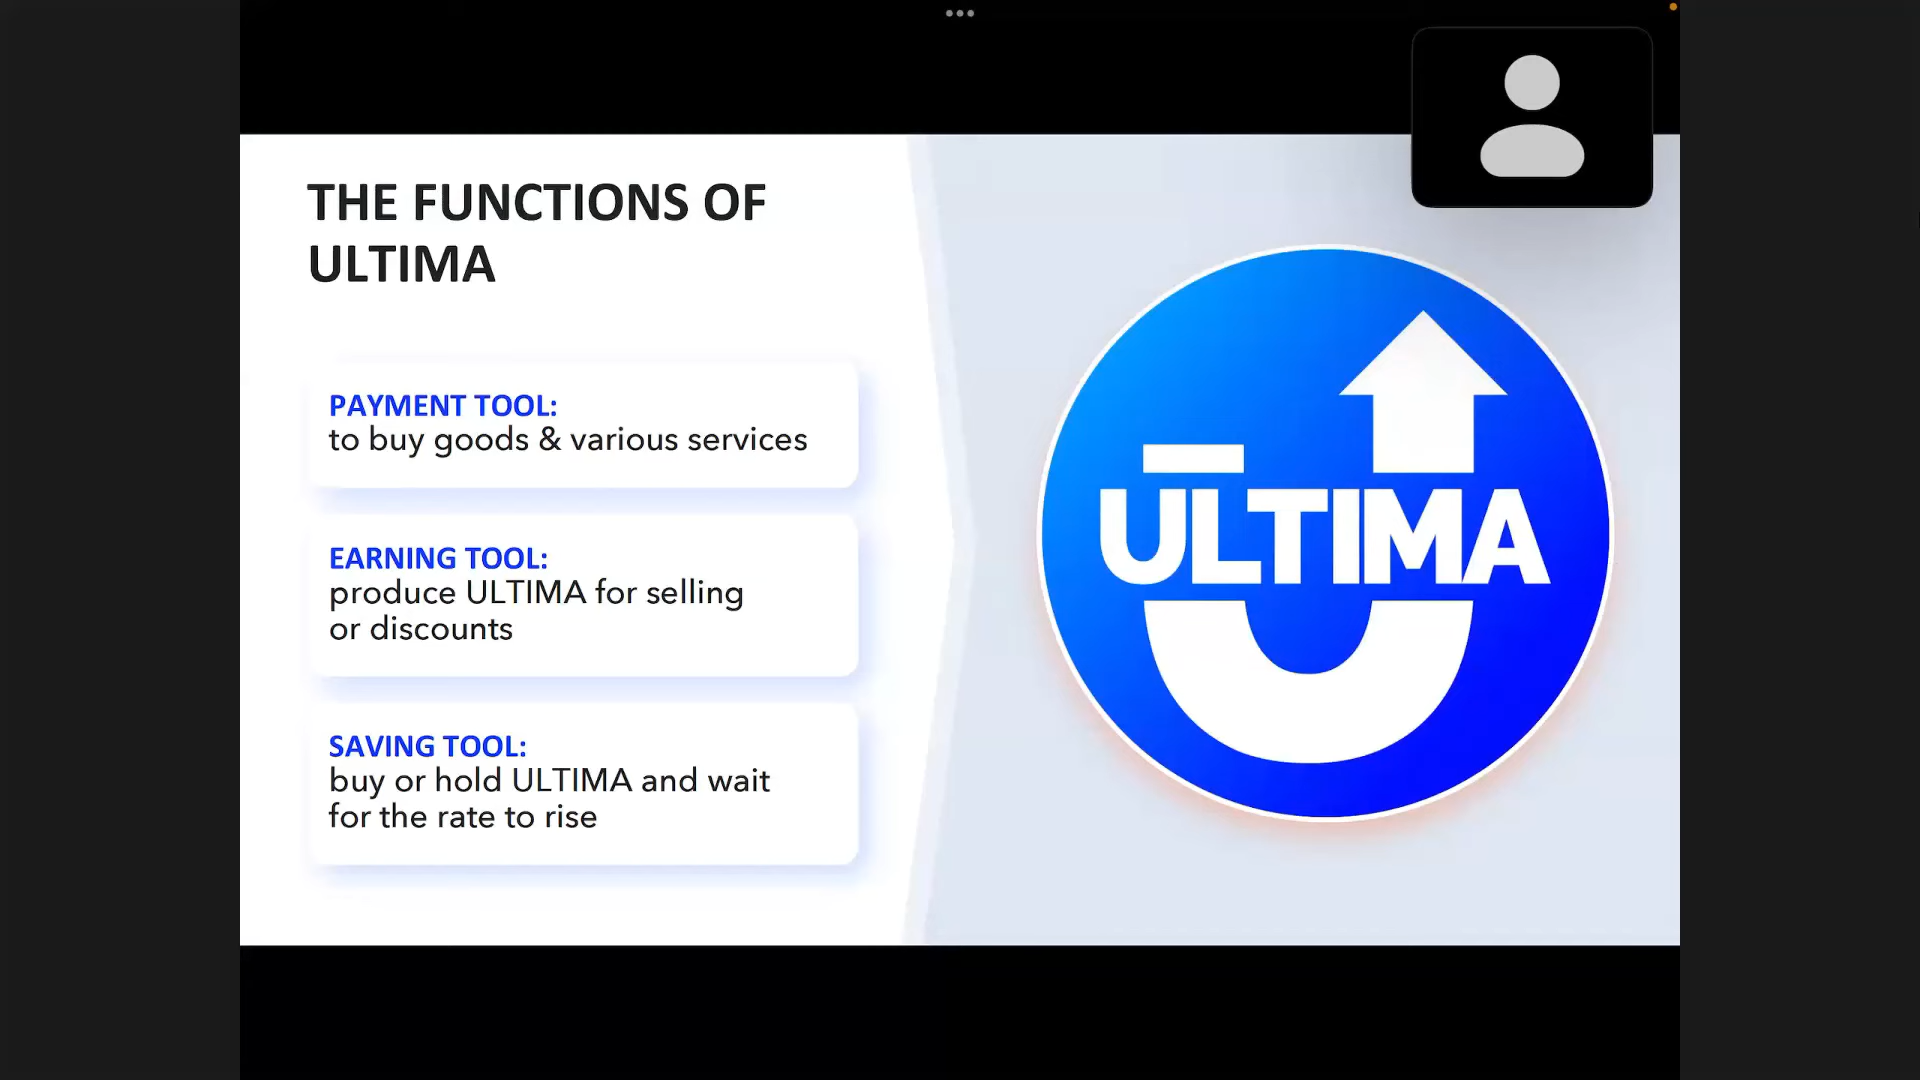 THE FUNCTIONS OF
ULTIMA
PAYMENT TOOL:
to buy goods & various services
EARNING TOOL:
produce ULTIMA for selling
or discounts
SAVING TOOL:
buy or hold ULTIMA and wait
for the rate to rise
ULTIMA